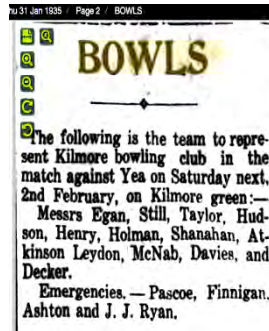 nu 31 Jan 1935 / Page 2 / BOWLS
BOWLS
The following is the team to repre-
sent Kilmore bowling club in the
match against Yea on Saturday next,
2nd February, on Kilmore green:—
Messrs Egan, Still, Taylor, Hud-
son, Henry, Holman, Shanahan, At-
kinson Leydon, McNab, Davies, and
Decker.
Emergencies. — Pascoe, Finnigan,
Ashton and J. J. Ryan.